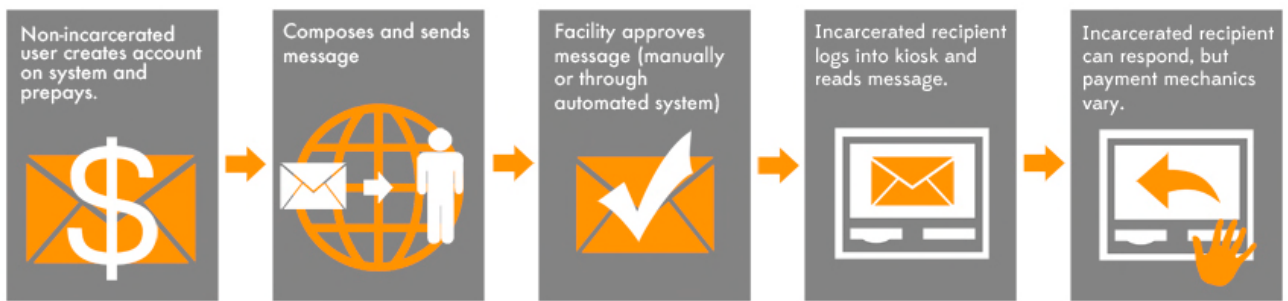 Non-incarcerated
user creates account
on system and
prepays.
Composes and sends
message
Facility approves
message (manually
or through
automated system)
Incarcerated recipient
logs into kiosk and
reads message.
Incarcerated recipient
can respond, but
payment mechanics
vary.
$